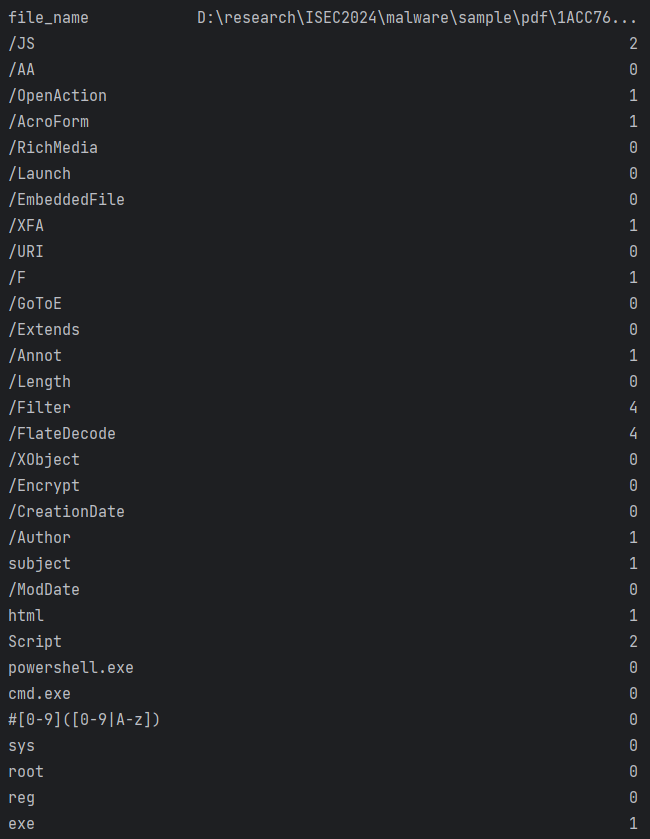 file_name D:\research\ISEC2024\malware\sample\pdf\1ACC76...
/JS 2
/AA 0
/OpenAction 1
/AcroForm 1
/RichMedia 0
/Launch 0
/EmbeddedFile 0
/XFA 1
/URI 0
/F 1
/GoToE 0
/Extends 0
/Annot 1
/Length 0
/Filter 4
/FlateDecode 4
/XObject 0
/Encrypt 0
/CreationDate 0
/Author 1
subject 1
/ModDate 0
html 1
Script 2
powershell.exe 0
cmd.exe 0
#[0-9]([0-9|A-z]) 0
sys 0
root 0
reg 0
exe 1